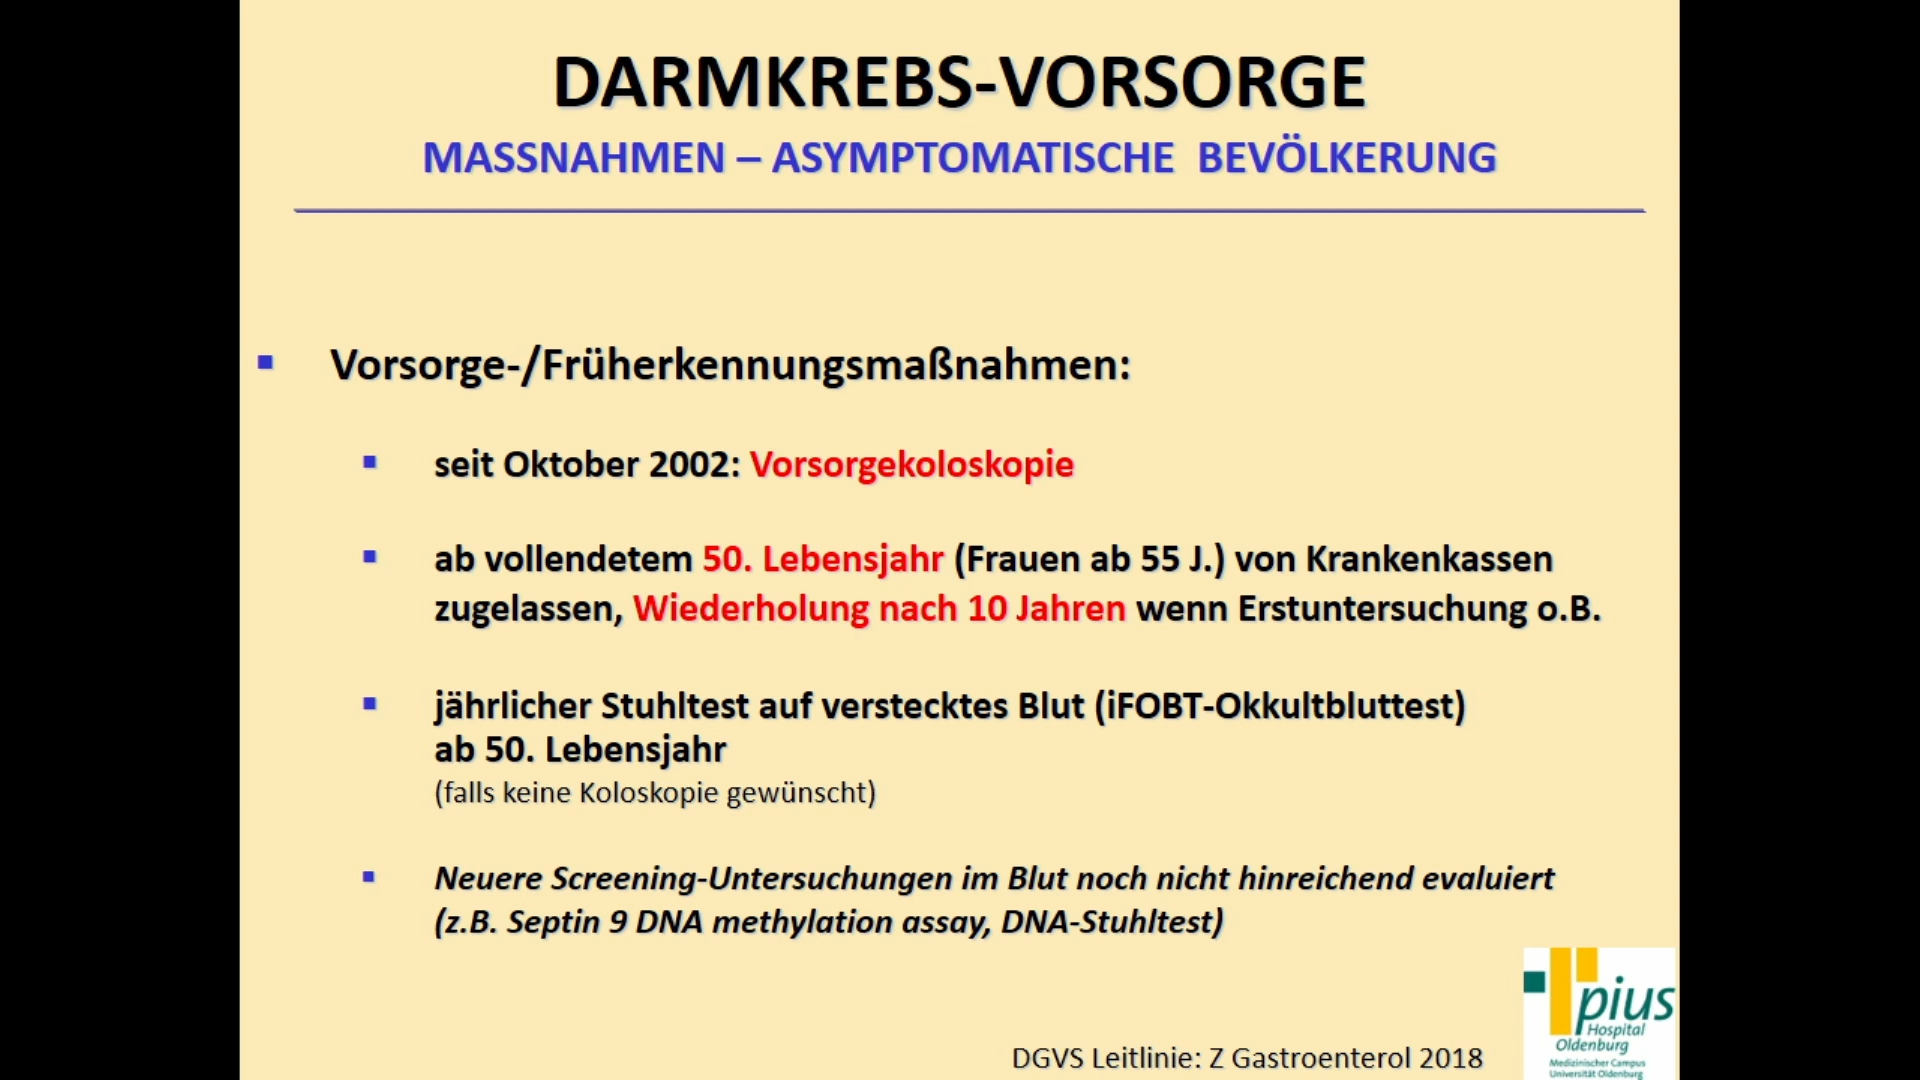 DARMKREBS-VORSORGE
MASSNAHMEN – ASYMPTOMATISCHE BEVÖLKERUNG
Vorsorge-/Früherkennungsmaßnahmen:
seit Oktober 2002: Vorsorgekoloskopie
ab vollendetem 50. Lebensjahr (Frauen ab 55 J.) von Krankenkassen
zugelassen, Wiederholung nach 10 Jahren wenn Erstuntersuchung o.B.
jährlicher Stuhltest auf verstecktes Blut (iFOBT-Okkultbluttest)
ab 50. Lebensjahr
(falls keine Koloskopie gewünscht)
Neuere Screening-Untersuchungen im Blut noch nicht hinreichend evaluiert
(z.B. Septin 9 DNA methylation assay, DNA-Stuhltest)
DGVS Leitlinie: Z Gastroenterol 2018
pius
Hospital
Oldenburg
Medizinischer Campus
Universität Oldenburg